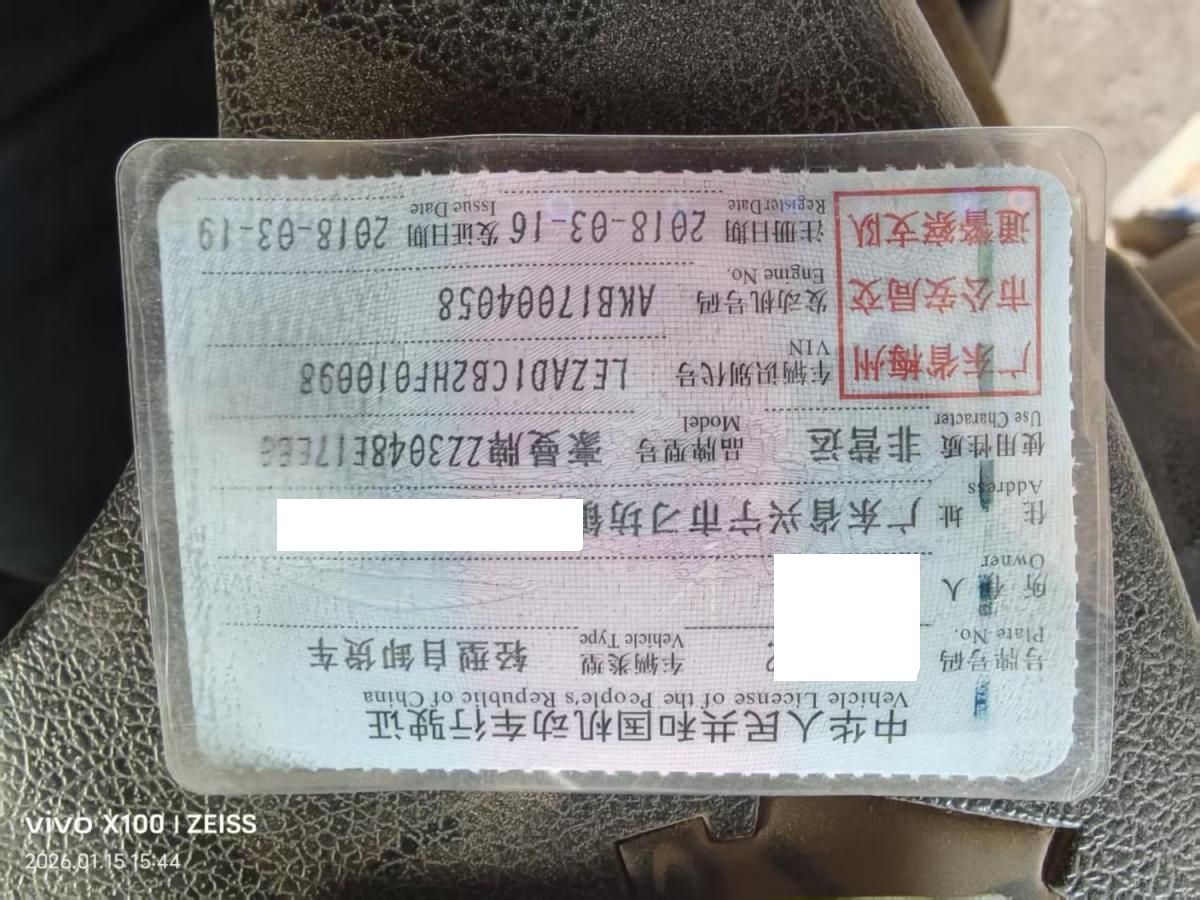 中华人民共和国机动车行驶证
Vehicle License of the People's Republic of China
号牌号码 车辆类型 轻型自卸货车
Plate No. Vehicle Type
所有人
Owner
住址 广东省兴宁市刁坊镇
Address
使用性质 非营运 品牌型号 豪曼牌ZZ3048E17EB
Use Character Model
广东省梅州市公安局交通警察支队
车辆识别代号 LEZAD1CB2HF010098
VIN
发动机号码 AKB17004058
Engine No.
注册日期 2018-03-16 发证日期 2018-03-19
Register Date Issue Date
vivo X100 | ZEISS
2026.01.15 15:44